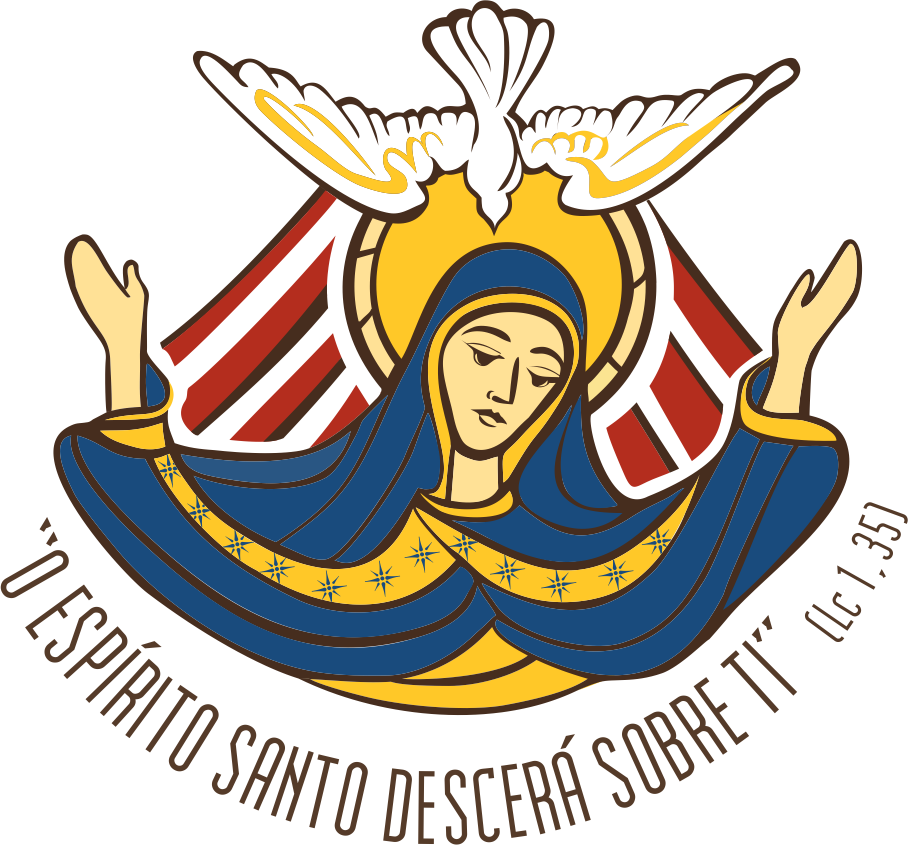 “O ESPÍRITO SANTO DESCERÁ SOBRE TI” (Lc 1,35)